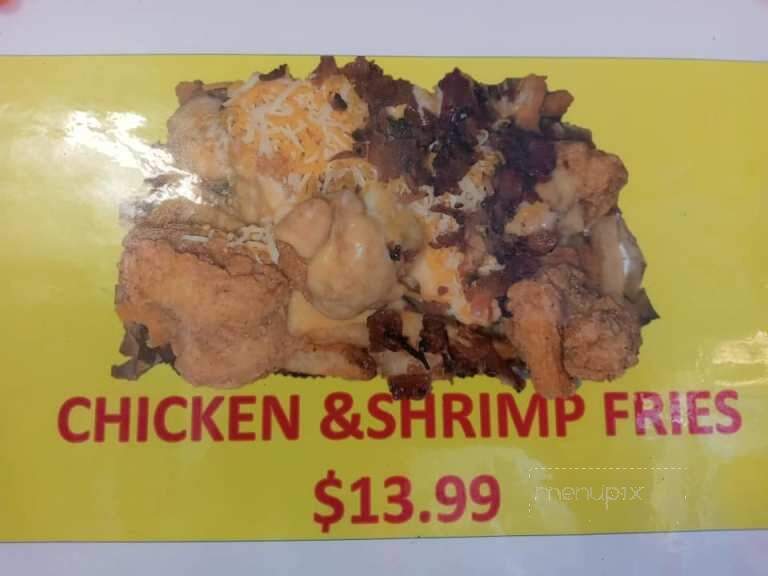 CHICKEN &SHRIMP FRIES
$13.99
menupix